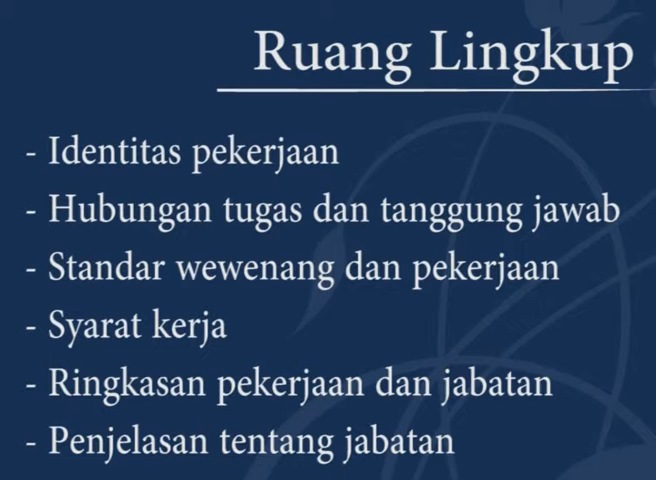 Ruang Lingkup
- Identitas pekerjaan
- Hubungan tugas dan tanggung jawab
- Standar wewenang dan pekerjaan
- Syarat kerja
- Ringkasan pekerjaan dan jabatan
- Penjelasan tentang jabatan